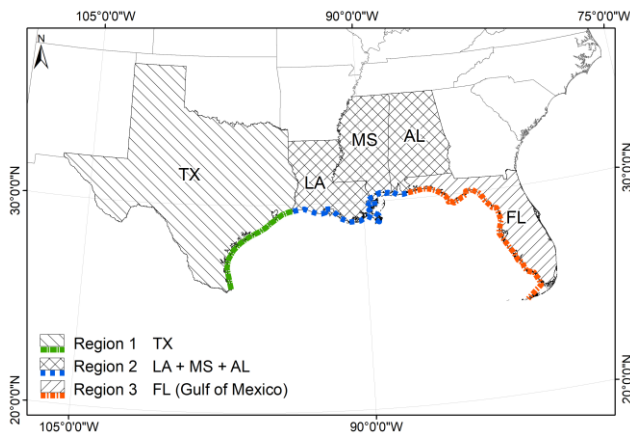 105°0'0"W 90°0'0"W 75°0'0"W
N
MS AL
TX
LA
30°0'0"N 30°0'0"N
FL
Region 1 TX
Region 2 LA + MS + AL
Region 3 FL (Gulf of Mexico)
20°0'0"N 20°0'0"N
105°0'0"W 90°0'0"W